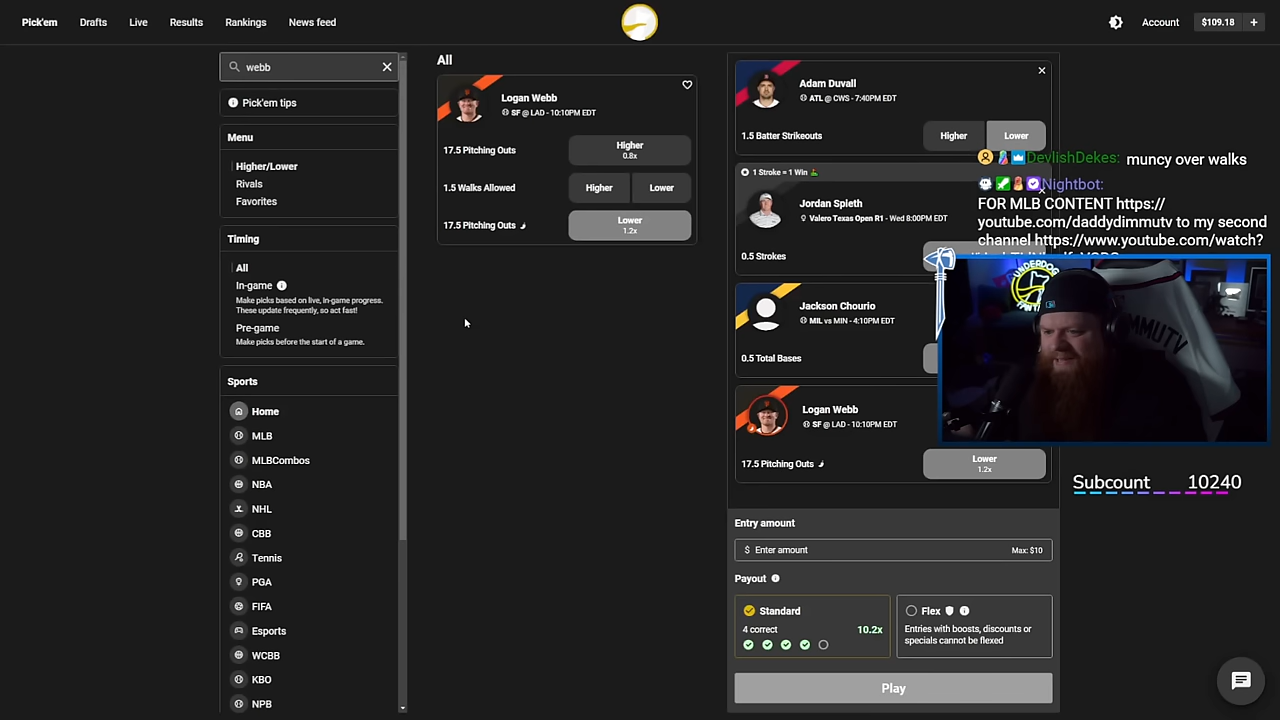 Pick'em
Drafts
Live
Results
Rankings
News feed
Account
$109.18
+
webb
Pick'em tips
Menu
Higher/Lower
Rivals
Favorites
Timing
All
In-game
Make picks based on live, in-game progress.
These update frequently, so act fast!
Pre-game
Make picks before the start of a game.
Sports
Home
MLB
MLBCombos
NBA
NHL
CBB
Tennis
PGA
FIFA
Esports
WCBB
KBO
NPB
All
Logan Webb
SF @ LAD - 10:10PM EDT
17.5 Pitching Outs
Higher
0.8x
1.5 Walks Allowed
Higher
Lower
17.5 Pitching Outs
Lower
1.2x
Adam Duvall
ATL @ CWS - 7:40PM EDT
1.5 Batter Strikeouts
Higher
Lower
1 Stroke = 1 Win
Jordan Spieth
Valero Texas Open R1 - Wed 8:00PM EDT
0.5 Strokes
Jackson Chourio
MIL vs MIN - 4:10PM EDT
0.5 Total Bases
Logan Webb
SF @ LAD - 10:10PM EDT
17.5 Pitching Outs
Lower
1.2x
Entry amount
$ Enter amount
Max: $10
Payout
Standard
4 correct
10.2x
Flex
Entries with boosts, discounts or
specials cannot be flexed
Play
DevlishDekes: muncy over walks
Nightbot:
FOR MLB CONTENT https://
youtube.com/daddydimmutv to my second
channel https://www.youtube.com/watch?
Subcount 10240